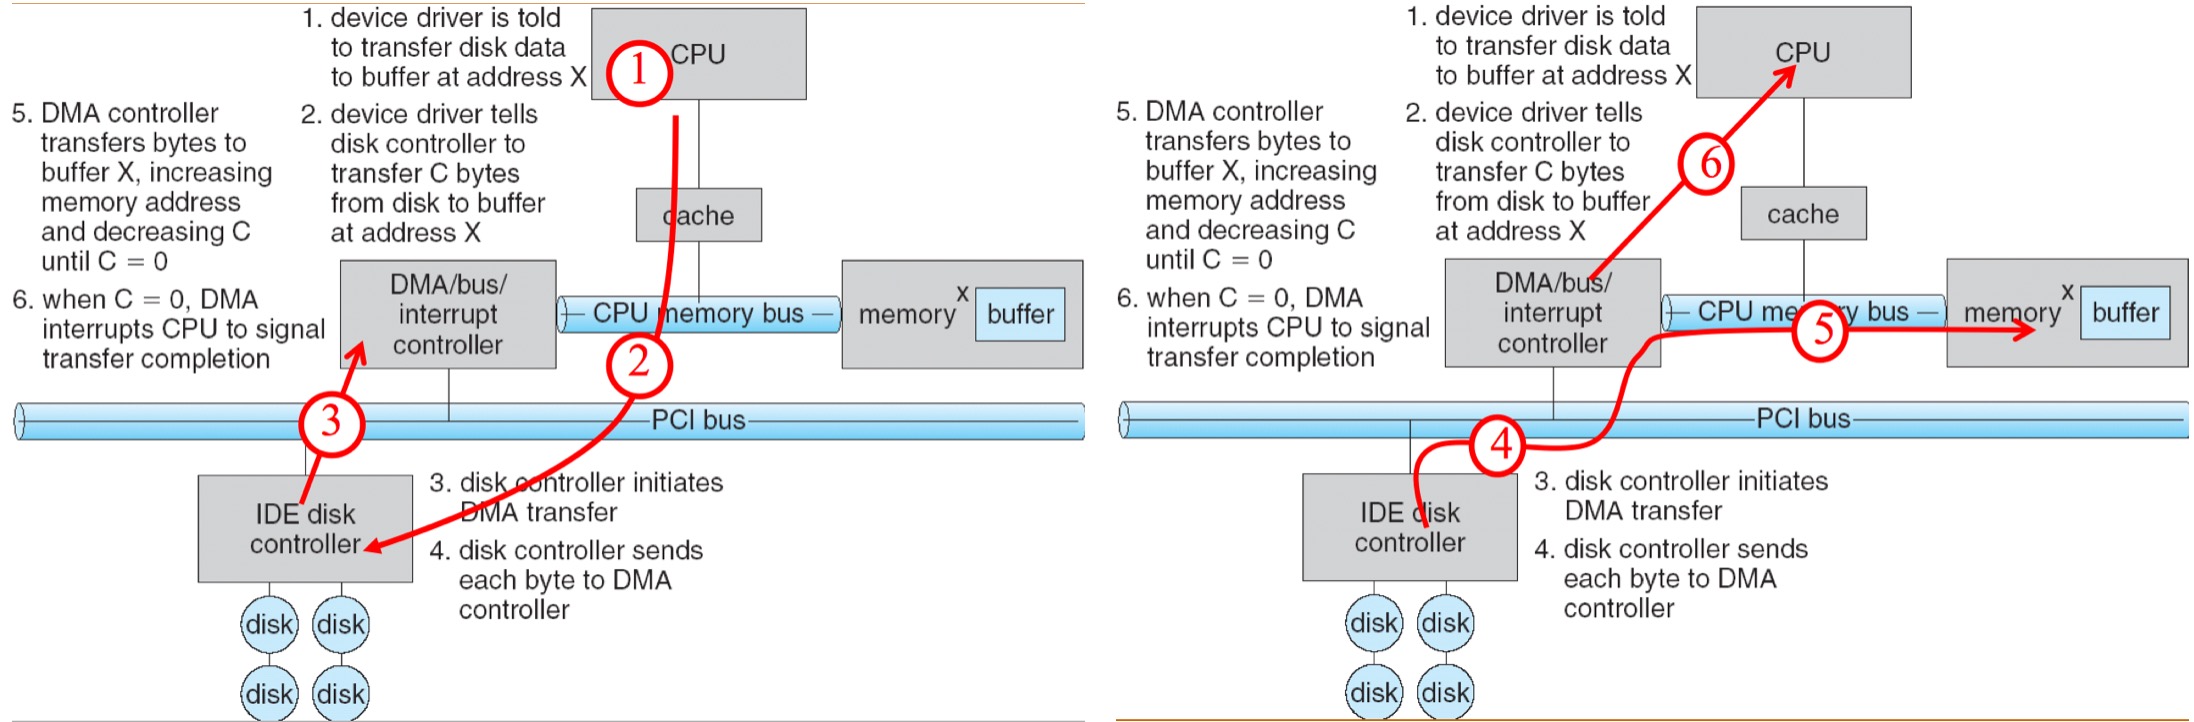 1. device driver is told
to transfer disk data
to buffer at address X
1
CPU
5. DMA controller
transfers bytes to
buffer X, increasing
memory address
and decreasing C
until C = 0
2. device driver tells
disk controller to
transfer C bytes
from disk to buffer
at address X
cache
6. when C = 0, DMA
interrupts CPU to signal
transfer completion
DMA/bus/
interrupt
controller
CPU memory bus
memory
X
buffer
2
3
PCI bus
IDE disk
controller
3. disk controller initiates
DMA transfer
4. disk controller sends
each byte to DMA
controller
disk disk
disk disk
1. device driver is told
to transfer disk data
to buffer at address X
CPU
5. DMA controller
transfers bytes to
buffer X, increasing
memory address
and decreasing C
until C = 0
2. device driver tells
disk controller to
transfer C bytes
from disk to buffer
at address X
6
cache
6. when C = 0, DMA
interrupts CPU to signal
transfer completion
DMA/bus/
interrupt
controller
CPU memory bus
5
memory
X
buffer
4
PCI bus
IDE disk
controller
3. disk controller initiates
DMA transfer
4. disk controller sends
each byte to DMA
controller
disk disk
disk disk